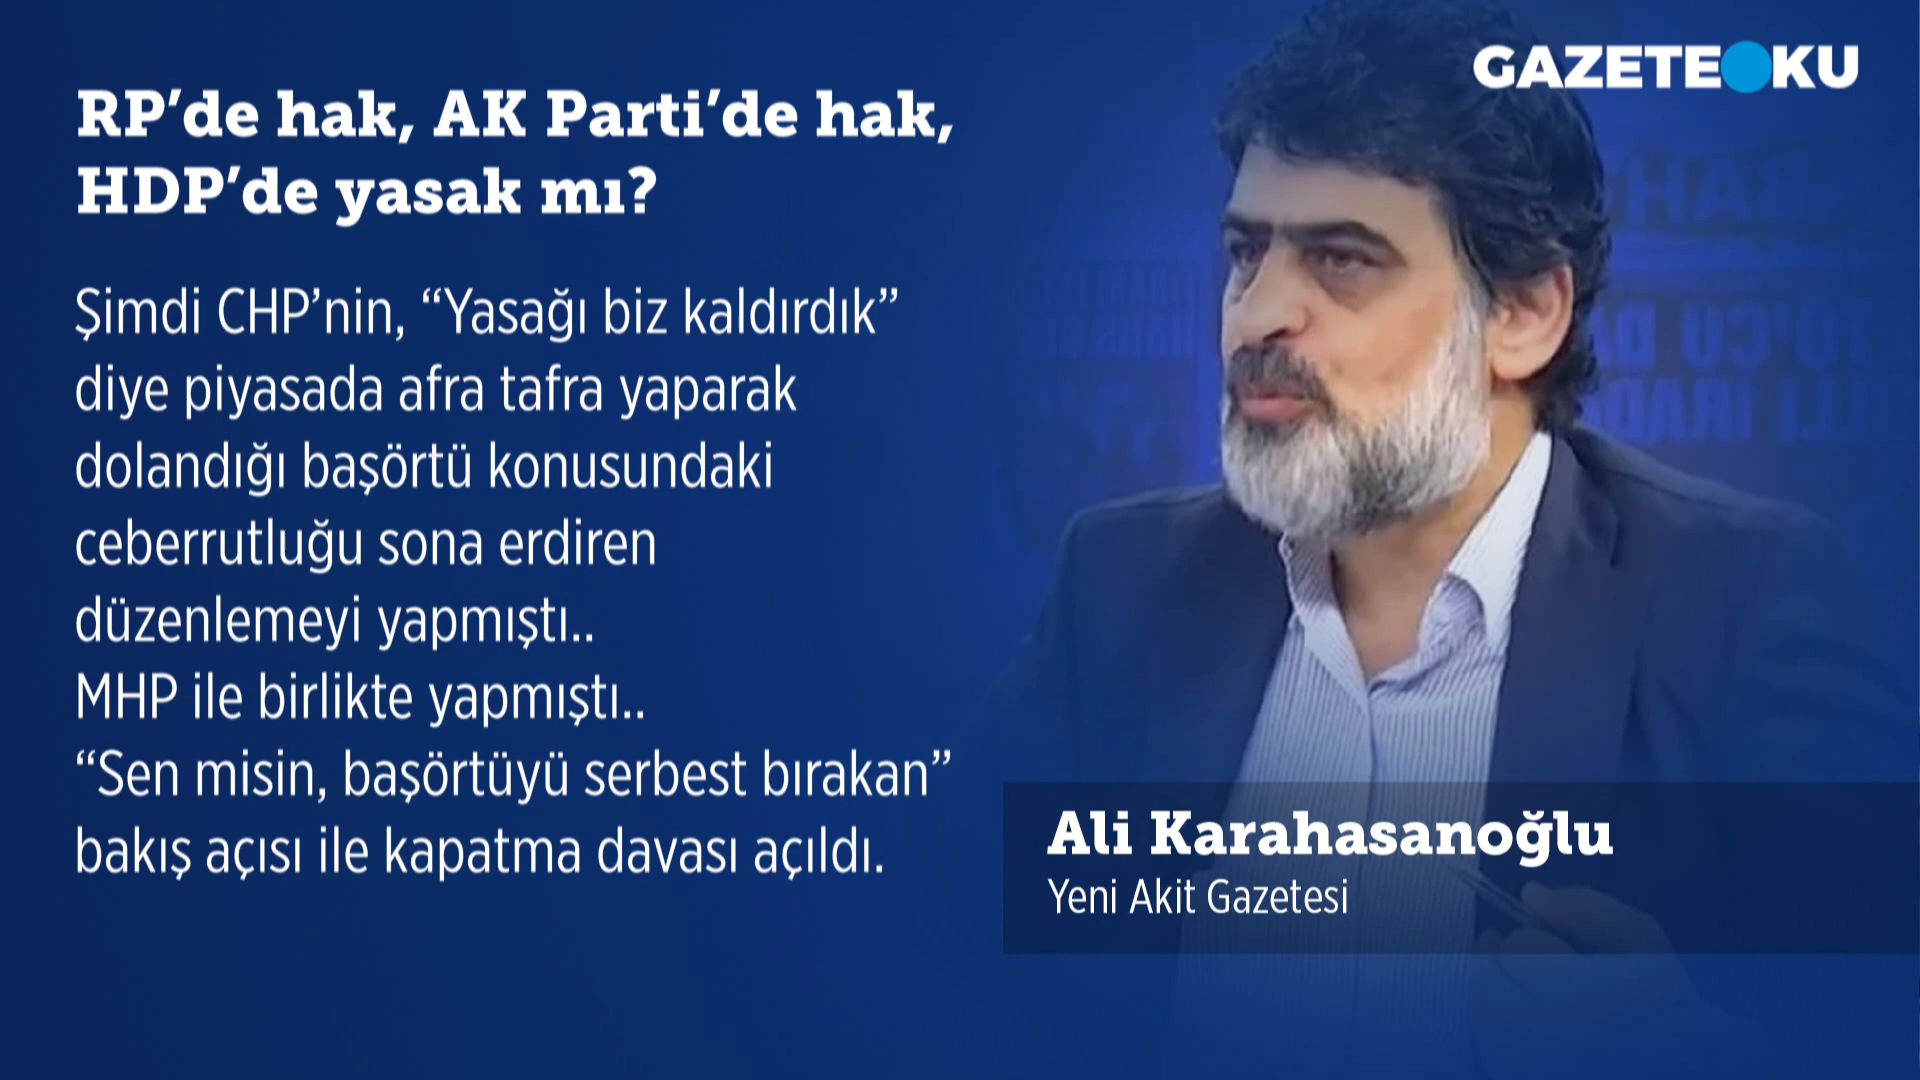 GAZETE OKU
RP’de hak, AK Parti’de hak,
HDP’de yasak mı?
Şimdi CHP’nin, “Yasağı biz kaldırdık”
diye piyasada afra tafra yaparak
dolandığı başörtü konusundaki
ceberrutluğu sona erdiren
düzenlemeyi yapmıştı..
MHP ile birlikte yapmıştı..
“Sen misin, başörtüyü serbest bırakan”
bakış açısı ile kapatma davası açıldı.
Ali Karahasanoğlu
Yeni Akit Gazetesi